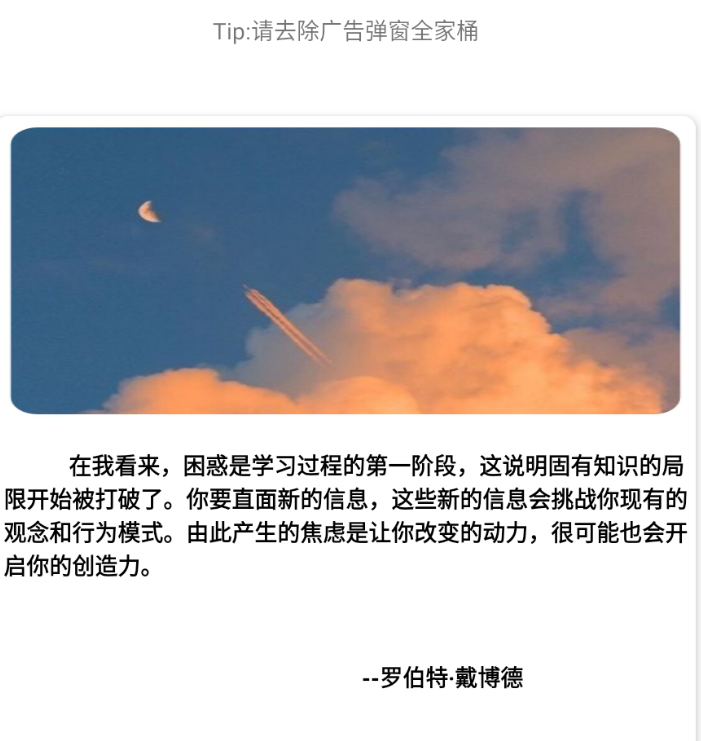 Tip:请去除广告弹窗全家桶
在我看来，困惑是学习过程的第一阶段，这说明固有知识的局
限开始被打破了。你要直面新的信息，这些新的信息会挑战你现有的
观念和行为模式。由此产生的焦虑是让你改变的动力，很可能也会开
启你的创造力。
--罗伯特·戴博德